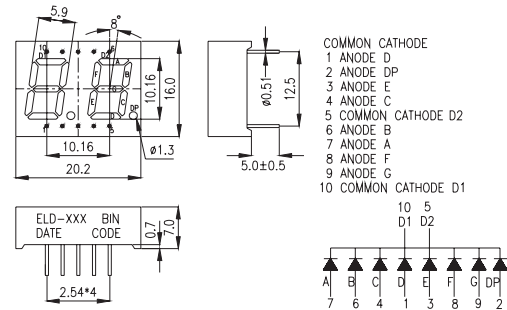 5.9
8°
10
6
D1
D2
A
F
B
G
E
C
D
DP
1
5
10.16
16.0
10.16
ø1.3
20.2
ø0.51
12.5
5.0±0.5
COMMON CATHODE
1 ANODE D
2 ANODE DP
3 ANODE E
4 ANODE C
5 COMMON CATHODE D2
6 ANODE B
7 ANODE A
8 ANODE F
9 ANODE G
10 COMMON CATHODE D1
ELD-XXX BIN
DATE CODE
0.7
7.0
2.54*4
10 5
D1 D2
A B C D E F G DP
7 6 4 1 3 8 9 2